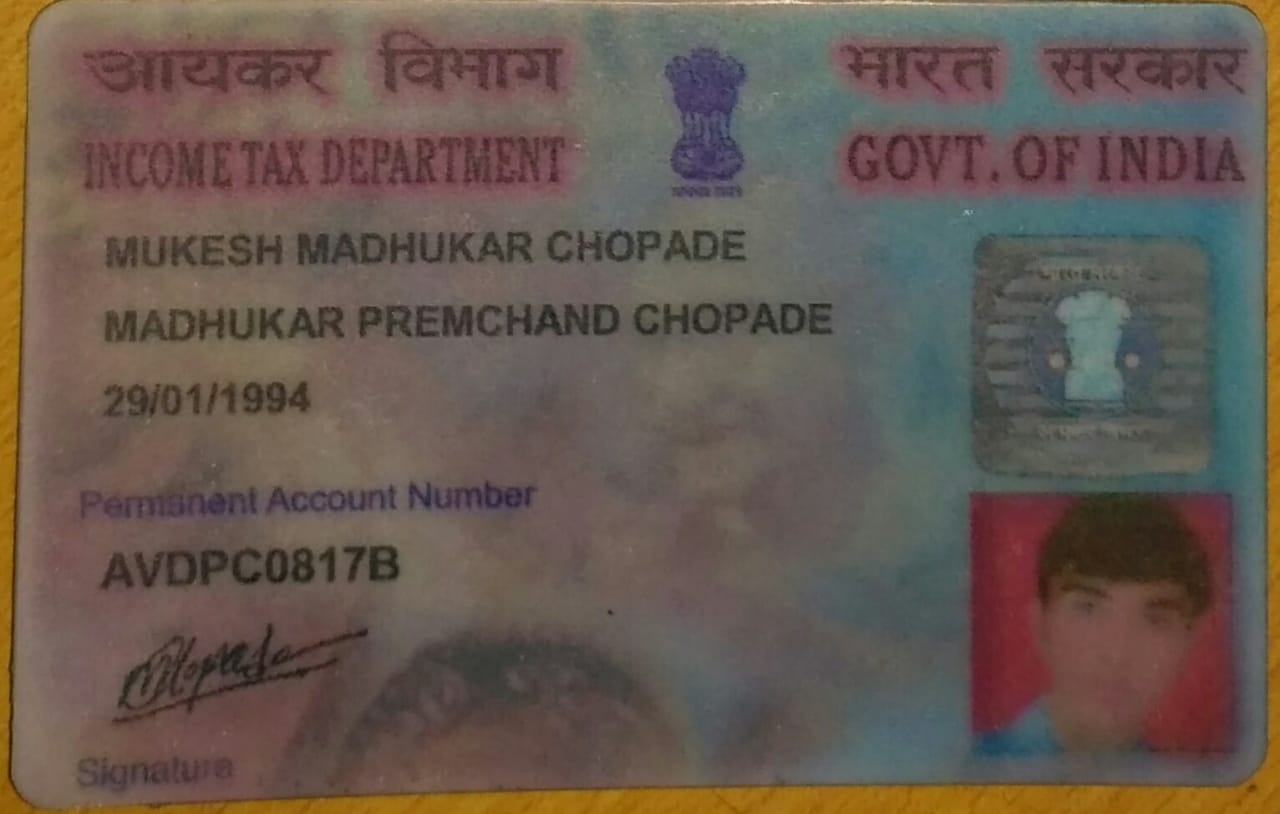 आयकर विभाग
INCOME TAX DEPARTMENT
भारत सरकार
GOVT. OF INDIA
MUKESH MADHUKAR CHOPADE
MADHUKAR PREMCHAND CHOPADE
29/01/1994
Permanent Account Number
AVDPC0817B
Signature